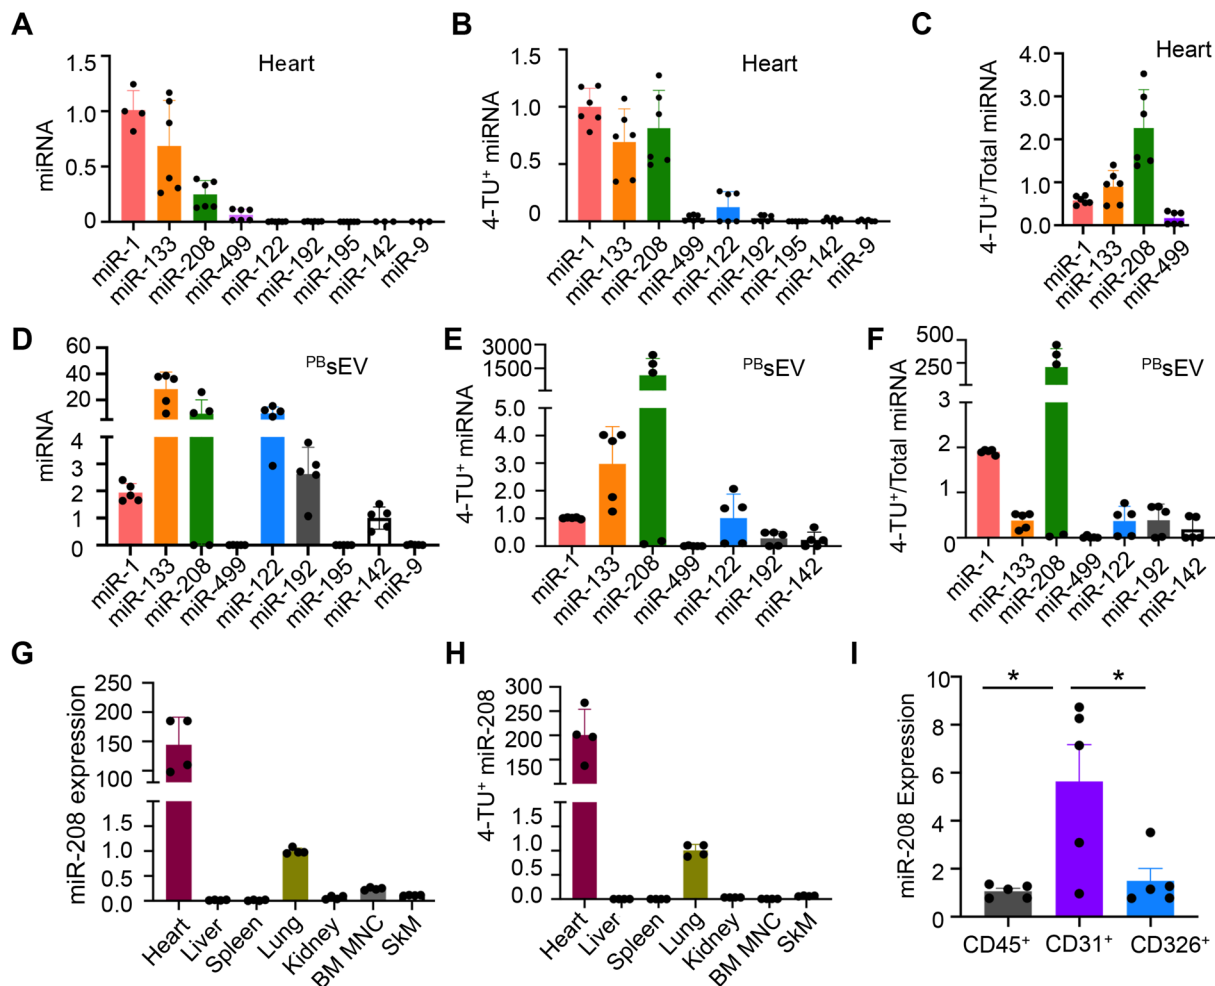 A
Heart
miRNA
1.5
1.0
0.5
0
miR-1
miR-133
miR-208
miR-499
miR-122
miR-192
miR-195
miR-142
miR-9
B
Heart
4-TU⁺ miRNA
1.5
1.0
0.5
0
miR-1
miR-133
miR-208
miR-499
miR-122
miR-192
miR-195
miR-142
miR-9
C
Heart
4-TU⁺/Total miRNA
4.0
3.0
2.0
1.0
0.0
miR-1
miR-133
miR-208
miR-499
D
ᴾᴮsEV
miRNA
60
40
20
4
3
2
1
0
miR-1
miR-133
miR-208
miR-499
miR-122
miR-192
miR-195
miR-142
miR-9
E
ᴾᴮsEV
4-TU⁺ miRNA
3000
1500
5.0
4.0
3.0
2.0
1.0
0.0
miR-1
miR-133
miR-208
miR-499
miR-122
miR-192
miR-142
F
ᴾᴮsEV
4-TU⁺/Total miRNA
500
250
3
2
1
0
miR-1
miR-133
miR-208
miR-499
miR-122
miR-192
miR-142
G
miR-208 expression
250
200
150
100
1.5
1.0
0.5
0.0
Heart
Liver
Spleen
Lung
Kidney
BM MNC
SkM
H
4-TU⁺ miR-208
300
250
200
150
1.5
1.0
0.5
0.0
Heart
Liver
Spleen
Lung
Kidney
BM MNC
SkM
I
miR-208 Expression
10
8
6
4
2
0
*
*
CD45⁺
CD31⁺
CD326⁺